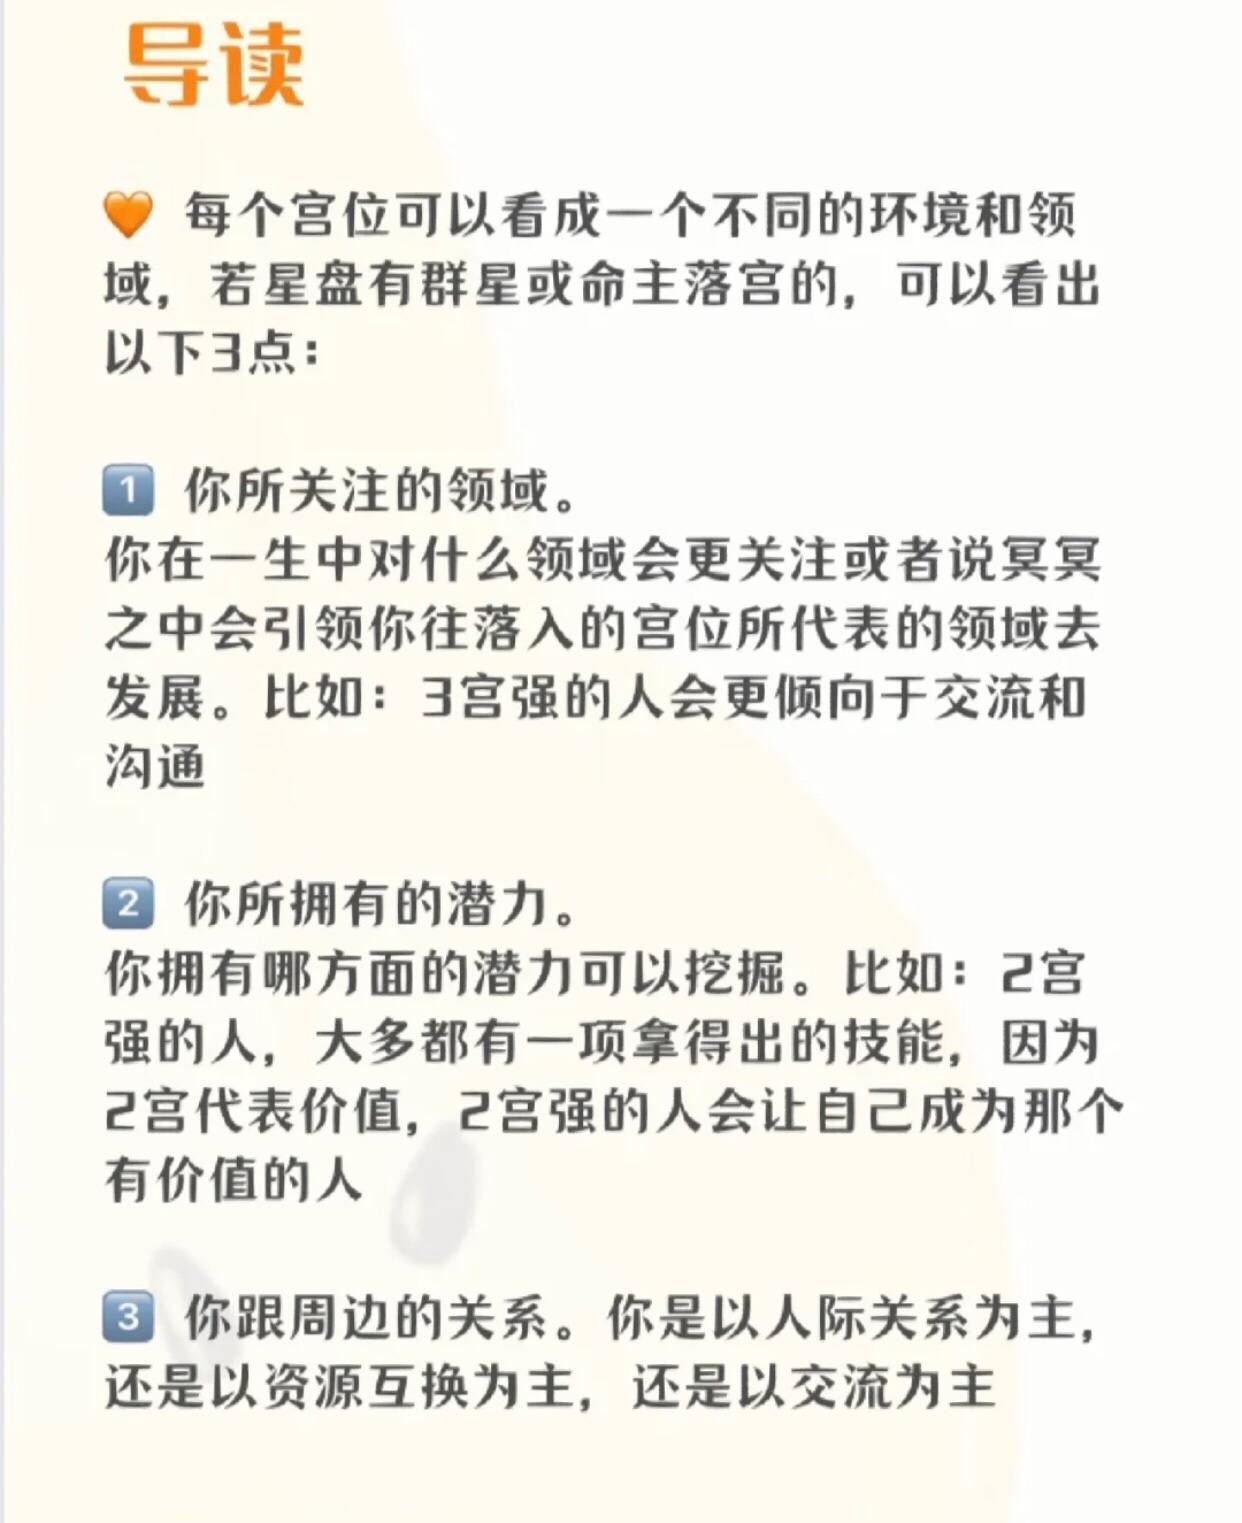 导读
🧡 每个宫位可以看成一个不同的环境和领
域，若星盘有群星或命主落宫的，可以看出
以下3点：
1️⃣ 你所关注的领域。
你在一生中对什么领域会更关注或者说冥冥
之中会引领你往落入的宫位所代表的领域去
发展。比如：3宫强的人会更倾向于交流和
沟通
2️⃣ 你所拥有的潜力。
你拥有哪方面的潜力可以挖掘。比如：2宫
强的人，大多都有一项拿得出的技能，因为
2宫代表价值，2宫强的人会让自己成为那个
有价值的人
3️⃣ 你跟周边的关系。你是以人际关系为主，
还是以资源互换为主，还是以交流为主